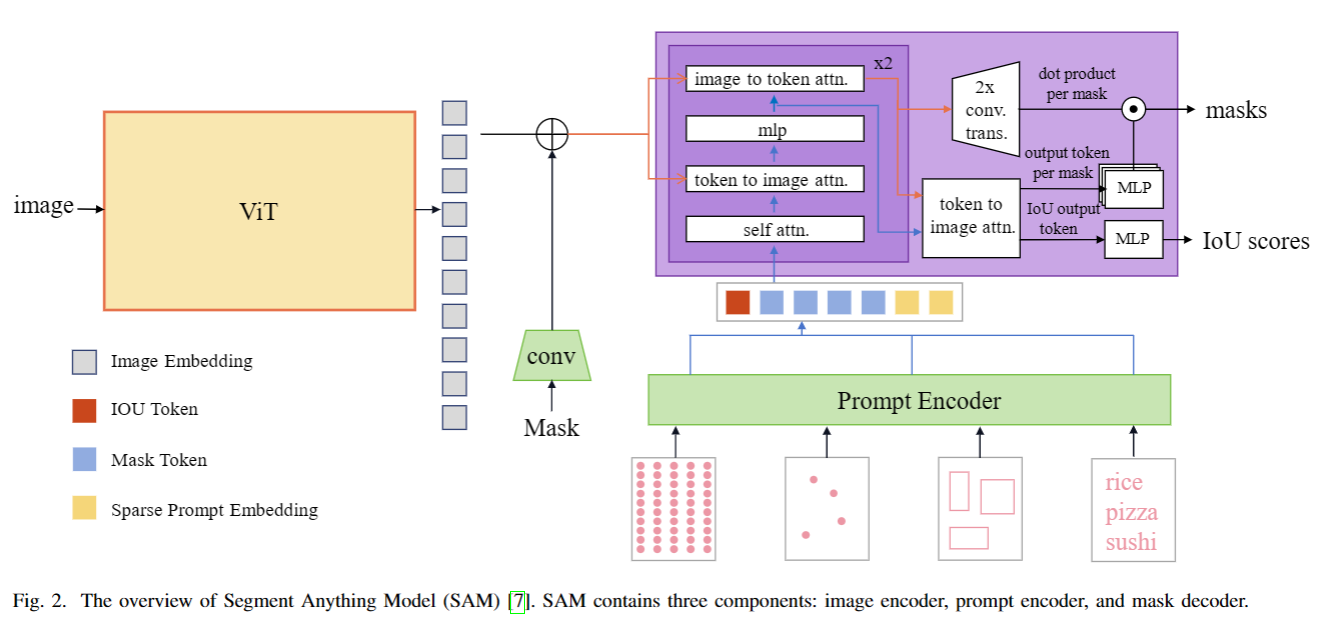 image
ViT
Image Embedding
IOU Token
Mask Token
Sparse Prompt Embedding
conv
Mask
x2
image to token attn.
mlp
token to image attn.
self attn.
2x
conv.
trans.
dot product
per mask
masks
output token
per mask
MLP
token to
image attn.
IoU output
token
MLP
IoU scores
Prompt Encoder
rice
pizza
sushi
Fig. 2. The overview of Segment Anything Model (SAM) [7]. SAM contains three components: image encoder, prompt encoder, and mask decoder.